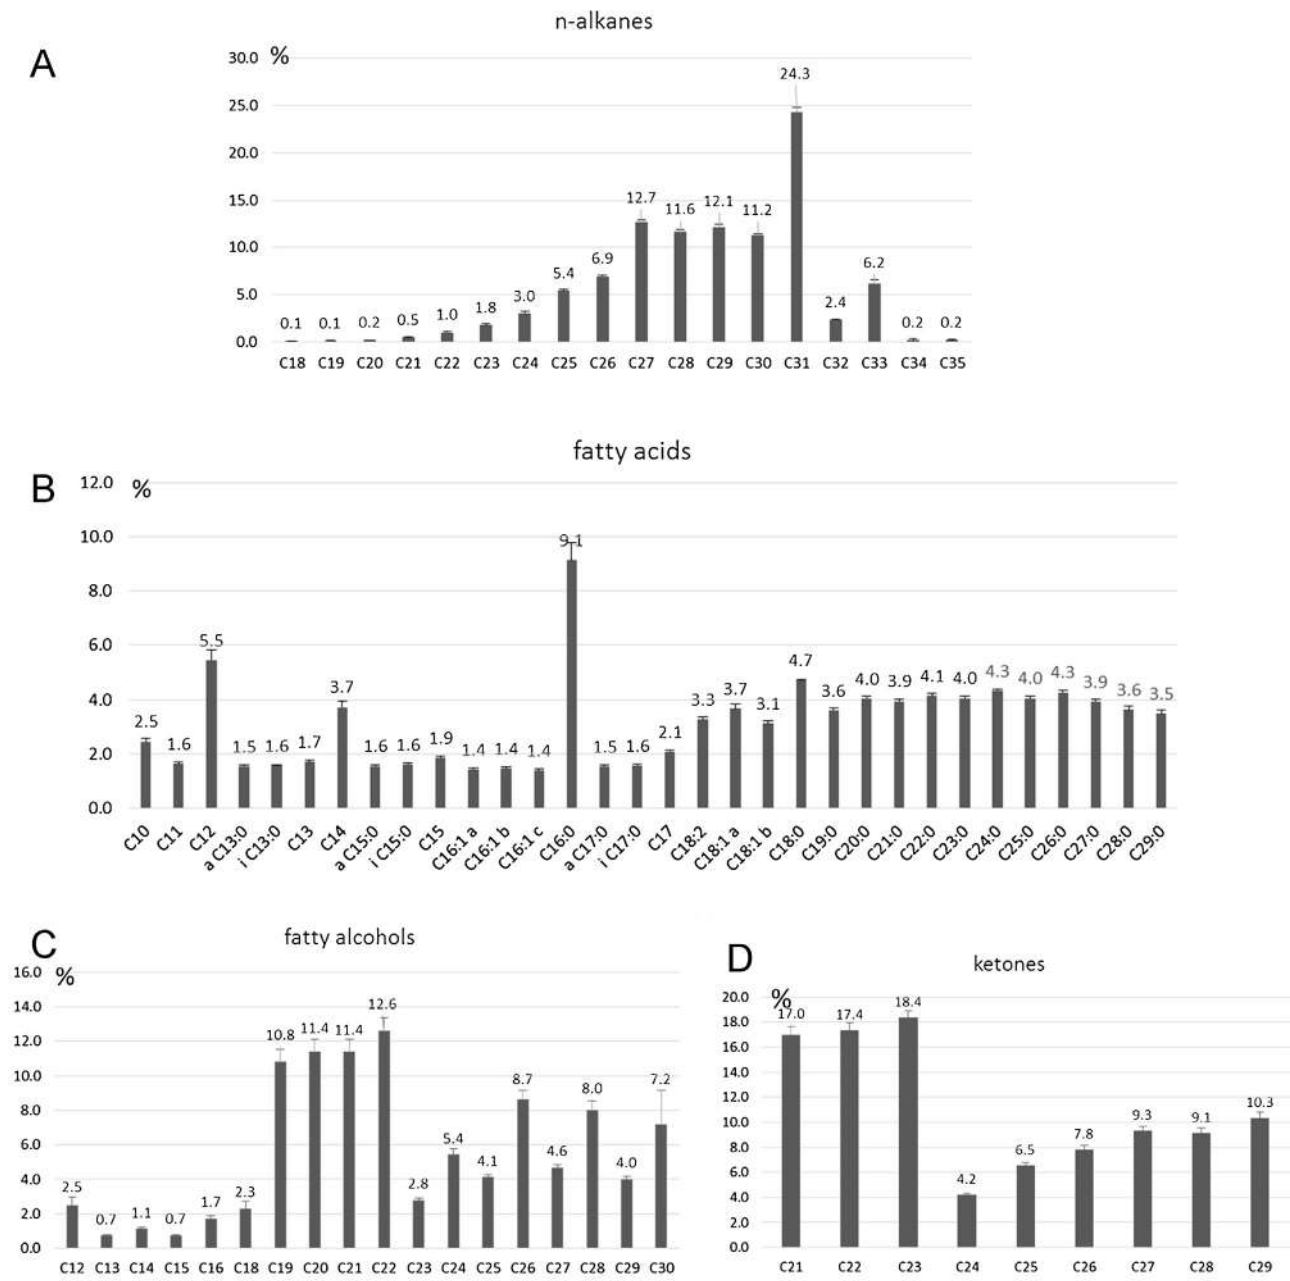 n-alkanes
A
%
30.0
25.0
20.0
15.0
10.0
5.0
0.0
0.1 0.1 0.2 0.5 1.0 1.8 3.0 5.4 6.9 12.7 11.6 12.1 11.2 24.3 2.4 6.2 0.2 0.2
C18 C19 C20 C21 C22 C23 C24 C25 C26 C27 C28 C29 C30 C31 C32 C33 C34 C35
fatty acids
B
%
12.0
10.0
8.0
6.0
4.0
2.0
0.0
2.5 1.6 5.5 1.5 1.6 1.7 3.7 1.6 1.6 1.9 1.4 1.4 1.4 9.1 1.5 1.6 2.1 3.3 3.7 3.1 4.7 3.6 4.0 3.9 4.1 4.0 4.3 4.0 4.3 3.9 3.6 3.5
C10 C11 C12 a C13:0 i C13:0 C13 C14 a C15:0 i C15:0 C15 C16:1 a C16:1 b C16:1 c C16:0 a C17:0 i C17:0 C17 C18:2 C18:1 a C18:1 b C18:0 C19:0 C20:0 C21:0 C22:0 C23:0 C24:0 C25:0 C26:0 C27:0 C28:0 C29:0
C
fatty alcohols
%
16.0
14.0
12.0
10.0
8.0
6.0
4.0
2.0
0.0
2.5 0.7 1.1 0.7 1.7 2.3 10.8 11.4 11.4 12.6 2.8 5.4 4.1 8.7 4.6 8.0 4.0 7.2
C12 C13 C14 C15 C16 C18 C19 C20 C21 C22 C23 C24 C25 C26 C27 C28 C29 C30
D
ketones
%
20.0
18.0
16.0
14.0
12.0
10.0
8.0
6.0
4.0
2.0
0.0
17.0 17.4 18.4 4.2 6.5 7.8 9.3 9.1 10.3
C21 C22 C23 C24 C25 C26 C27 C28 C29